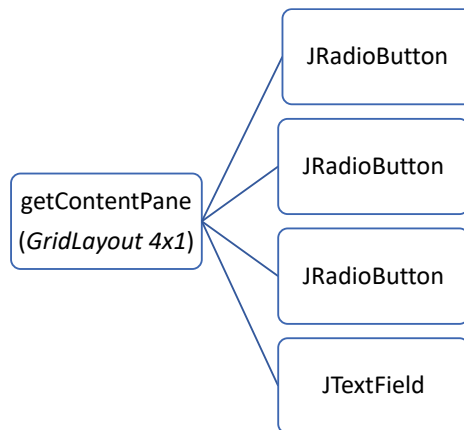 JRadioButton
JRadioButton
getContentPane
(GridLayout 4x1)
JRadioButton
JTextField